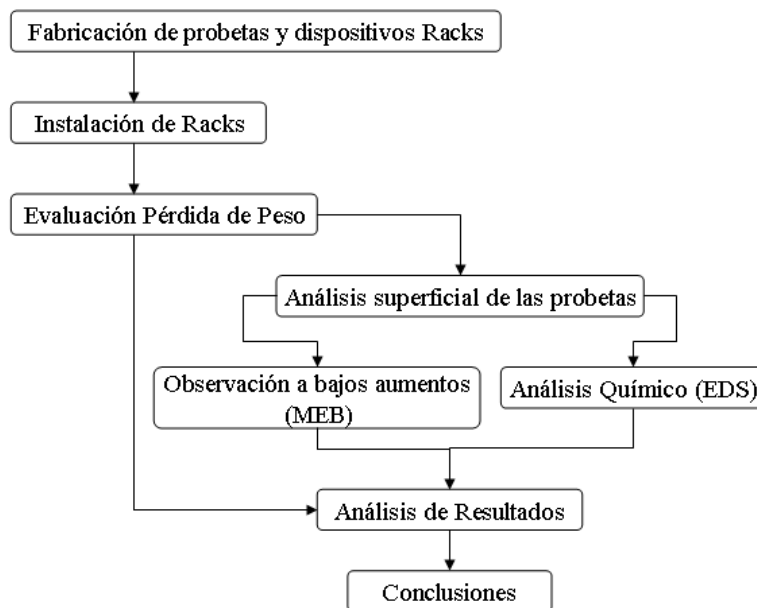 Fabricación de probetas y dispositivos Racks
Instalación de Racks
Evaluación Pérdida de Peso
Análisis superficial de las probetas
Observación a bajos aumentos
(MEB)
Análisis Químico (EDS)
Análisis de Resultados
Conclusiones